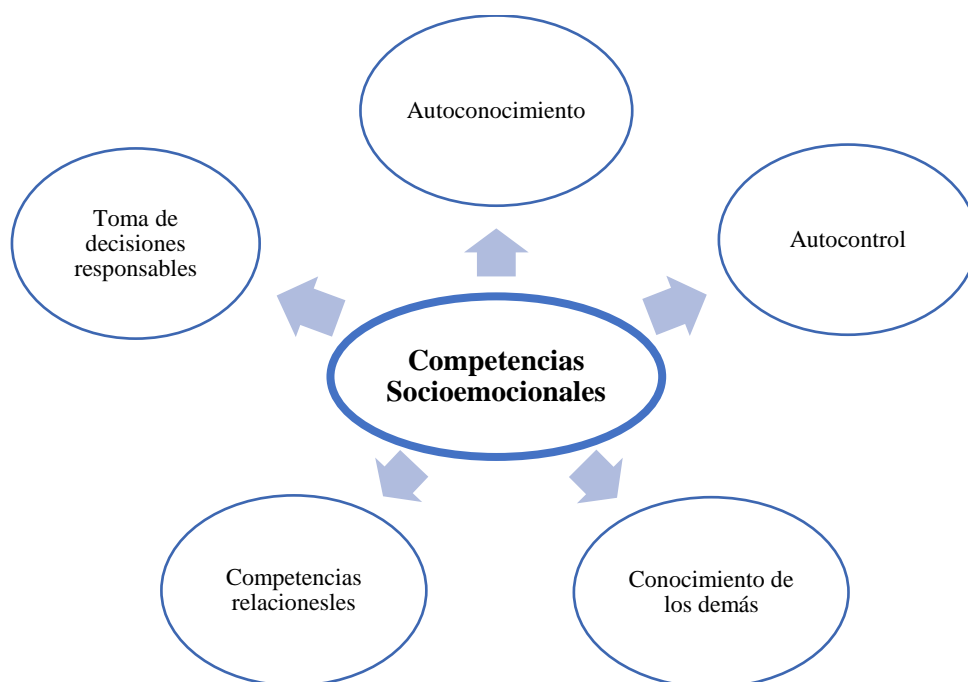 Autoconocimiento
Toma de
decisiones
responsables
Autocontrol
Competencias
Socioemocionales
Competencias
relacionesles
Conocimiento de
los demás